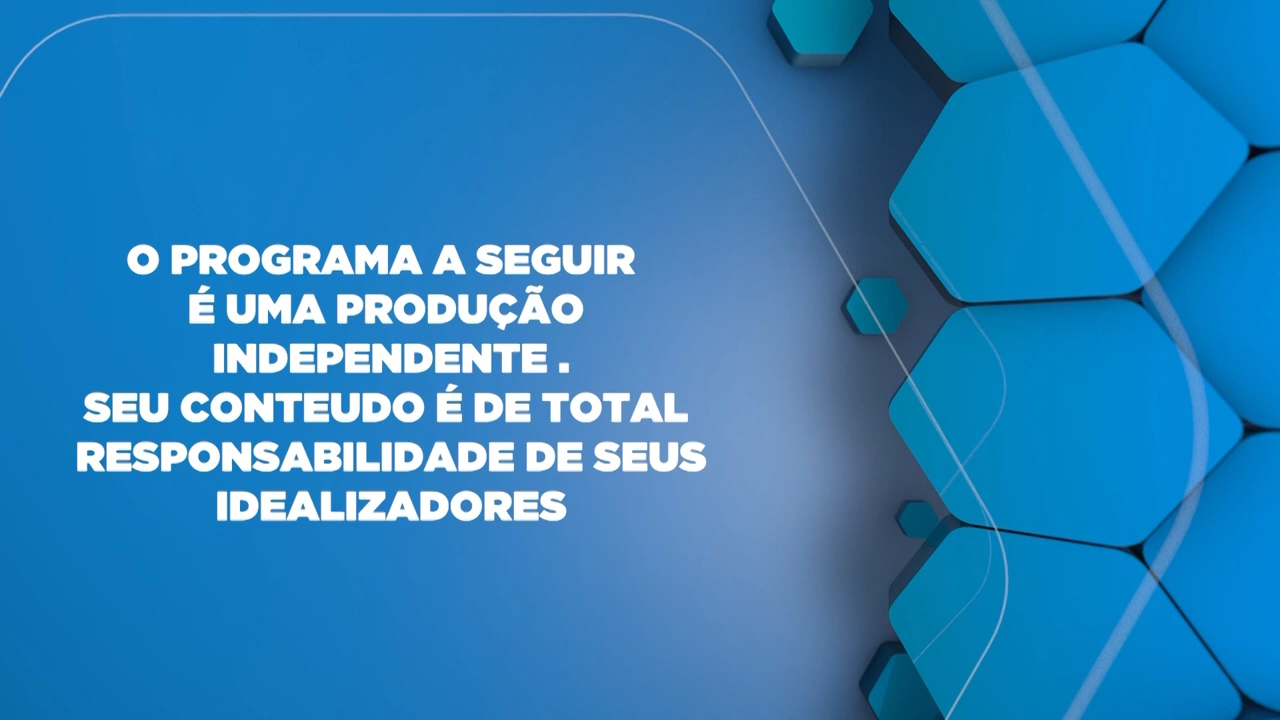 O PROGRAMA A SEGUIR
É UMA PRODUÇÃO
INDEPENDENTE .
SEU CONTEUDO É DE TOTAL
RESPONSABILIDADE DE SEUS
IDEALIZADORES